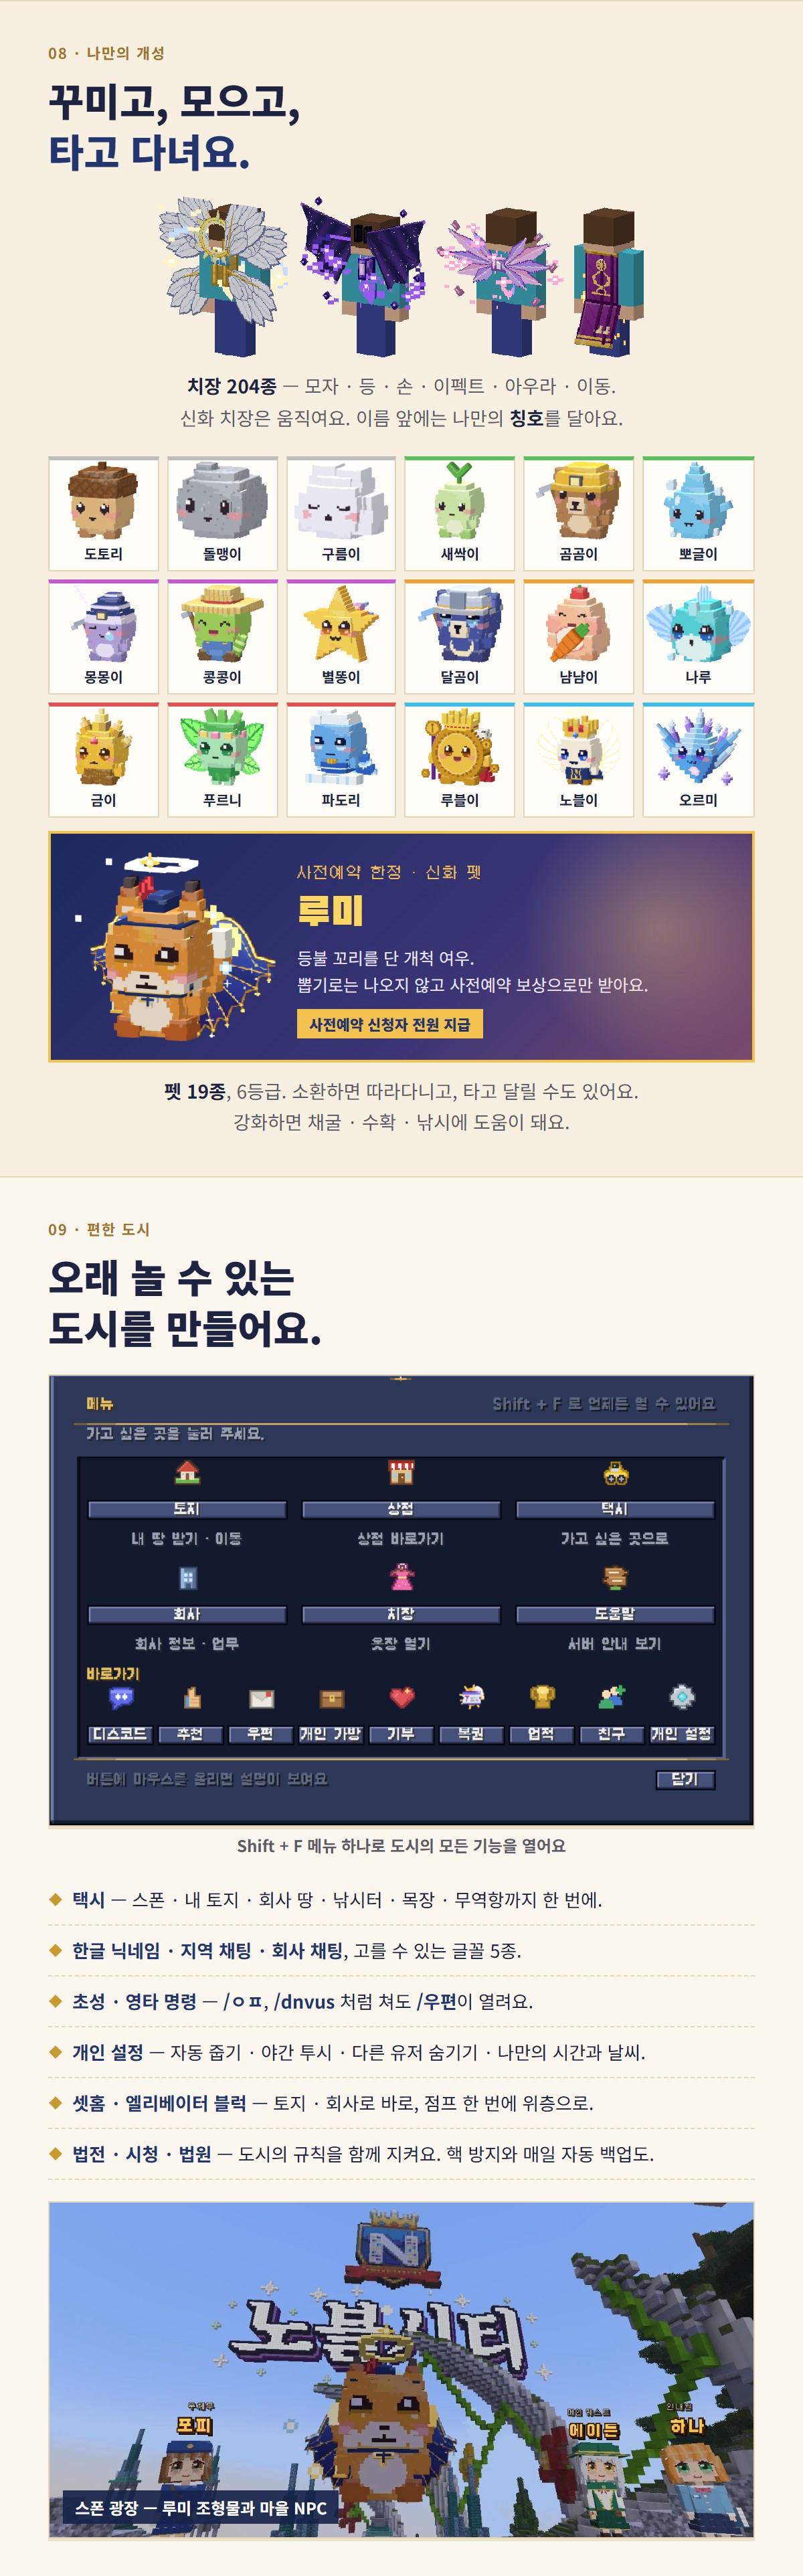 08 · 나만의 개성
꾸미고, 모으고,
타고 다녀요.
치장 204종 — 모자 · 등 · 손 · 이펙트 · 아우라 · 이동.
신화 치장은 움직여요. 이름 앞에는 나만의 칭호를 달아요.
도토리 돌맹이 구름이 새싹이 곰곰이 뽀글이
몽몽이 콩콩이 별똥이 달곰이 냠냠이 나루
금이 푸르니 파도리 루블이 노블이 오르미
사전예약 한정 · 신화 펫
루미
등불 꼬리를 단 개척 여우.
뽑기로는 나오지 않고 사전예약 보상으로만 받아요.
사전예약 신청자 전원 지급
펫 19종, 6등급. 소환하면 따라다니고, 타고 달릴 수도 있어요.
강화하면 채굴 · 수확 · 낚시에 도움이 돼요.
09 · 편한 도시
오래 놀 수 있는
도시를 만들어요.
메뉴 Shift + F 로 언제든 열 수 있어요
가고 싶은 곳을 눌러 주세요.
토지 상점 택시
내 땅 받기 · 이동 상점 바로가기 가고 싶은 곳으로
회사 치장 도움말
회사 정보 · 업무 옷장 열기 서버 안내 보기
바로가기
디스코드 추천 우편 개인 가방 기부 복권 업적 친구 개인 설정
버튼에 마우스를 올리면 설명이 보여요 닫기
Shift + F 메뉴 하나로 도시의 모든 기능을 열어요
◆ 택시 — 스폰 · 내 토지 · 회사 땅 · 낚시터 · 목장 · 무역항까지 한 번에.
◆ 한글 닉네임 · 지역 채팅 · 회사 채팅, 고를 수 있는 글꼴 5종.
◆ 초성 · 영타 명령 — /ㅇㅍ, /dnvus 처럼 쳐도 /우편이 열려요.
◆ 개인 설정 — 자동 줍기 · 야간 투시 · 다른 유저 숨기기 · 나만의 시간과 날씨.
◆ 셋홈 · 엘리베이터 블럭 — 토지 · 회사로 바로, 점프 한 번에 위층으로.
◆ 법전 · 시청 · 법원 — 도시의 규칙을 함께 지켜요. 핵 방지와 매일 자동 백업도.
N
노블시티
포피
메인 퀘스트
에이든
하나
스폰 광장 — 루미 조형물과 마을 NPC